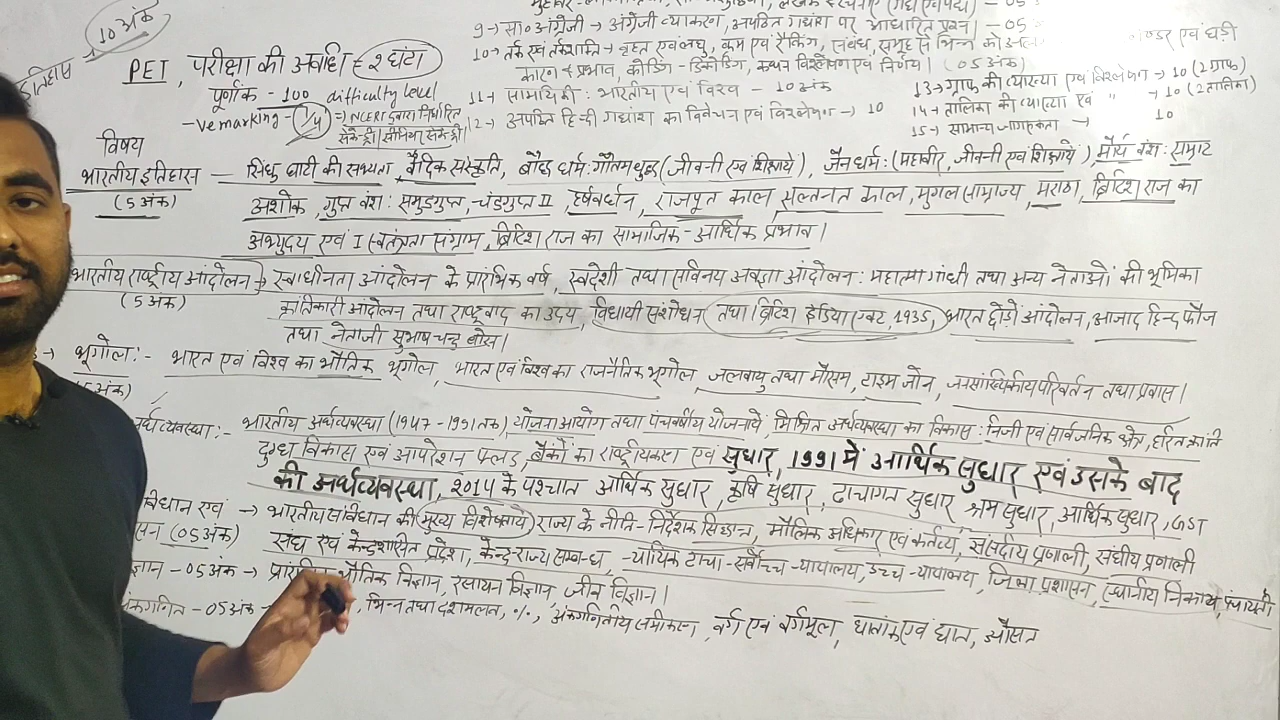 10 अंक
इतिहास
PET, परीक्षा की अवधि = 2 घंटा
पूर्णांक - 100 difficulty level
-ve marking - 1/4 => NCERT द्वारा निर्धारित
सेकेन्ड्री/सीनियर सेकेन्ड्री
- 05
9 → सा० अंग्रेजी → अंग्रेजी व्याकरण, अपठित गद्यांश पर आधारित प्रश्न। - 05
10 → तर्क एवं तर्कशक्ति → वृहत एवं लघु, क्रम एवं रैंकिंग, संबंध, समूह से भिन्न को अलग
एवं घड़ी
कारण व प्रभाव, कोडिंग - डिकोडिंग, कथन विश्लेषण एवं निर्णय। (05 अंक)
11 → सामायिकी : भारतीय एवं विश्व - 10 अंक
12 → अपठित हिन्दी गद्यांश का विवेचन एवं विश्लेषण → 10
13 → ग्राफ की व्याख्या एवं विश्लेषण → 10 (2 ग्राफ)
14 → तालिका की व्याख्या एवं " → 10 (2 तालिका)
15 → सामान्य जागरूकता → 10
विषय
भारतीय इतिहास — सिंधु घाटी की सभ्यता, वैदिक संस्कृति, बौद्ध धर्म: गौतम बुद्ध (जीवनी एवं शिक्षाये), जैन धर्म: (महावीर, जीवनी एवं शिक्षाये), मौर्य वंश: सम्राट
(5 अंक) अशोक, गुप्त वंश: समुद्रगुप्त, चंद्रगुप्त II, हर्षवर्धन, राजपूत काल, सल्तनत काल, मुगल साम्राज्य, मराठा, ब्रिटिश राज का
अभ्युदय एवं I स्वतंत्रता संग्राम, ब्रिटिश राज का सामाजिक-आर्थिक प्रभाव।
भारतीय राष्ट्रीय आंदोलन → स्वाधीनता आंदोलन के प्रारंभिक वर्ष, स्वदेशी तथा सविनय अवज्ञा आंदोलन: महात्मा गांधी तथा अन्य नेताओं की भूमिका
(5 अंक) क्रांतिकारी आंदोलन तथा राष्ट्रवाद का उदय, विधायी संशोधन तथा ब्रिटिश इंडिया एक्ट, 1935, भारत छोड़ो आंदोलन, आजाद हिन्द फौज
तथा नेताजी सुभाष चन्द्र बोस।
→ भूगोल :- भारत एवं विश्व का भौतिक भूगोल, भारत एवं विश्व का राजनैतिक भूगोल, जलवायु तथा मौसम, टाइम जोन, जनसांख्यिकीय परिवर्तन तथा प्रवास।
अंक)
र्थव्यवस्था :- भारतीय अर्थव्यवस्था (1947 - 1991 तक), योजना आयोग तथा पंचवर्षीय योजनाये, मिश्रित अर्थव्यवस्था का विकास : निजी एवं सार्वजनिक क्षेत्र, हरित क्रांति
दुग्ध विकास एवं आपरेशन फ्लड, बैंकों का राष्ट्रीयकरण एवं सुधार, 1991 में आर्थिक सुधार एवं उसके बाद
की अर्थव्यवस्था, 2014 के पश्चात आर्थिक सुधार, कृषि सुधार, ढाचागत सुधार श्रम सुधार, आर्थिक सुधार, GST
विधान एवं → भारतीय संविधान की मुख्य विशेषताये, राज्य के नीति-निर्देशक सिद्धान्त, मौलिक अधिकार एवं कर्तव्य, संसदीय प्रणाली, संघीय प्रणाली
सन (05 अंक) संघ एवं केन्द्रशासित प्रदेश, केन्द्र-राज्य सम्बन्ध, न्यायिक ढाचा - सर्वोच्च न्यायालय, उच्च न्यायालय, जिला प्रशासन, स्थानीय निकाय, पंचायती
ज्ञान - 05 अंक → प्रारंभिक भौतिक विज्ञान, रसायन विज्ञान, जीव विज्ञान।
कगणित - 05 अंक → भिन्न तथा दशमलव, %, अंकगणितीय समीकरण, वर्ग एवं वर्गमूल, घातांक एवं घात, औसत